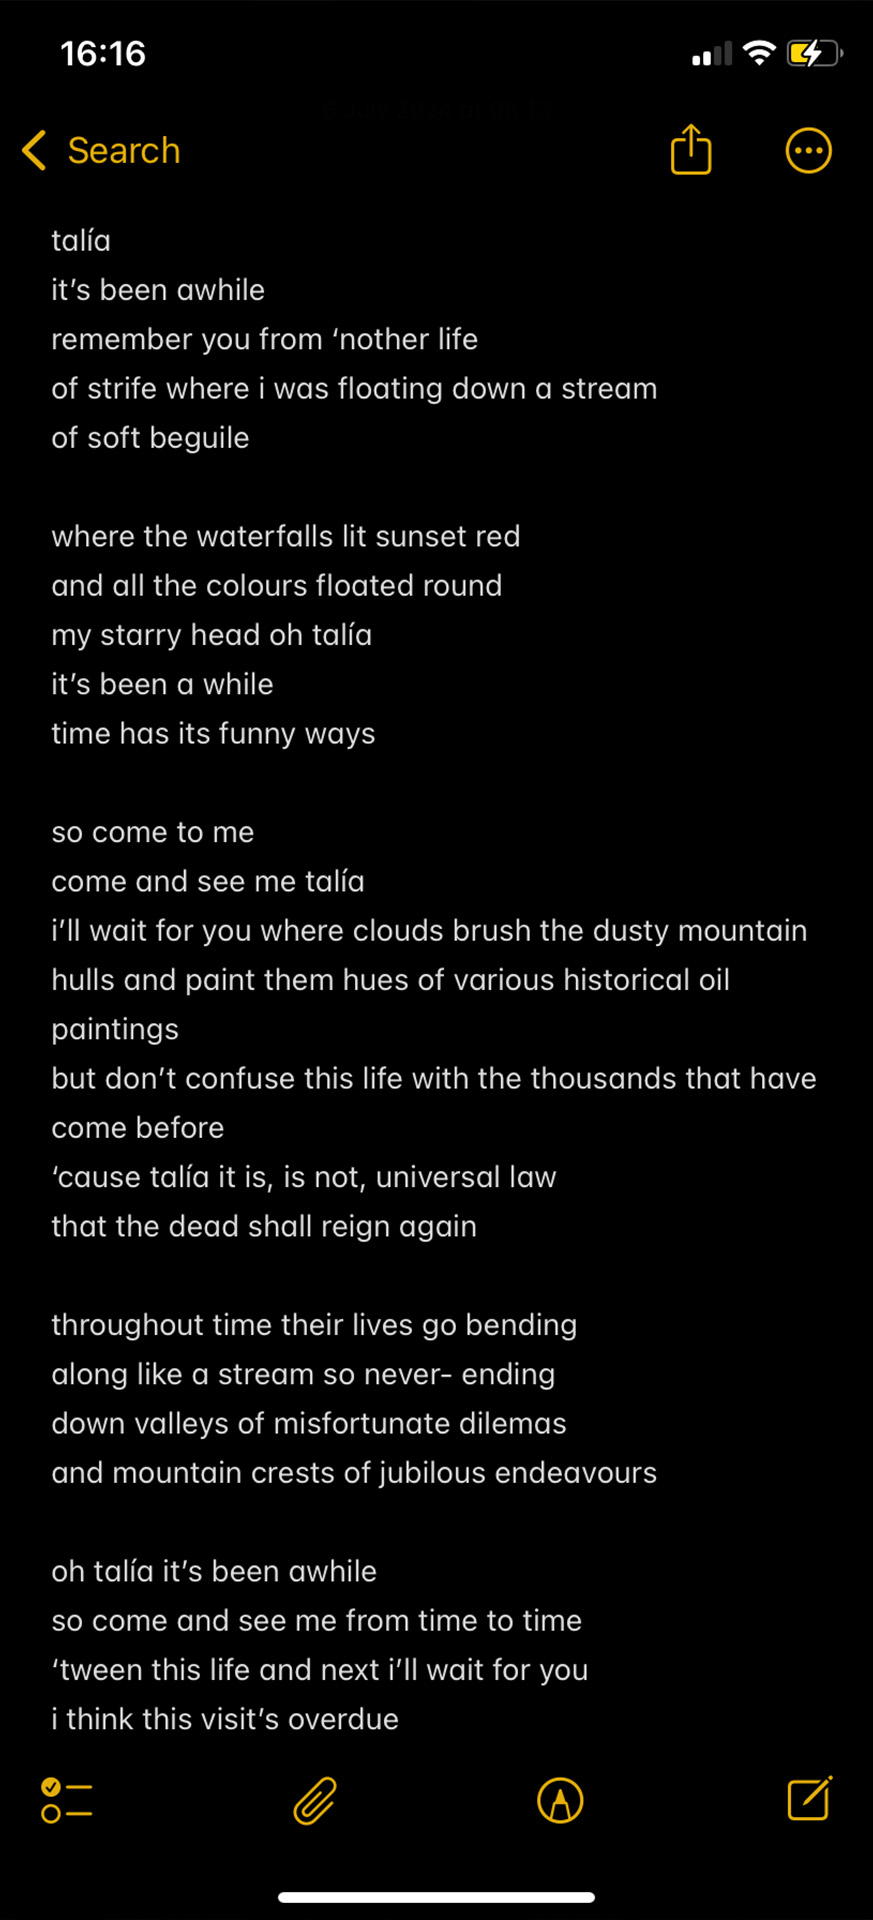 16:16
Search
talía
it's been awhile
remember you from 'nother life
of strife where i was floating down a stream
of soft beguile
where the waterfalls lit sunset red
and all the colours floated round
my starry head oh talía
it's been a while
time has its funny ways
so come to me
come and see me talía
i'll wait for you where clouds brush the dusty mountain
hulls and paint them hues of various historical oil
paintings
but don't confuse this life with the thousands that have
come before
‘cause talía it is, is not, universal law
that the dead shall reign again
throughout time their lives go bending
along like a stream so never- ending
down valleys of misfortunate dilemas
and mountain crests of jubilous endeavours
oh talía it's been awhile
so come and see me from time to time
‘tween this life and next i'll wait for you
i think this visit's overdue